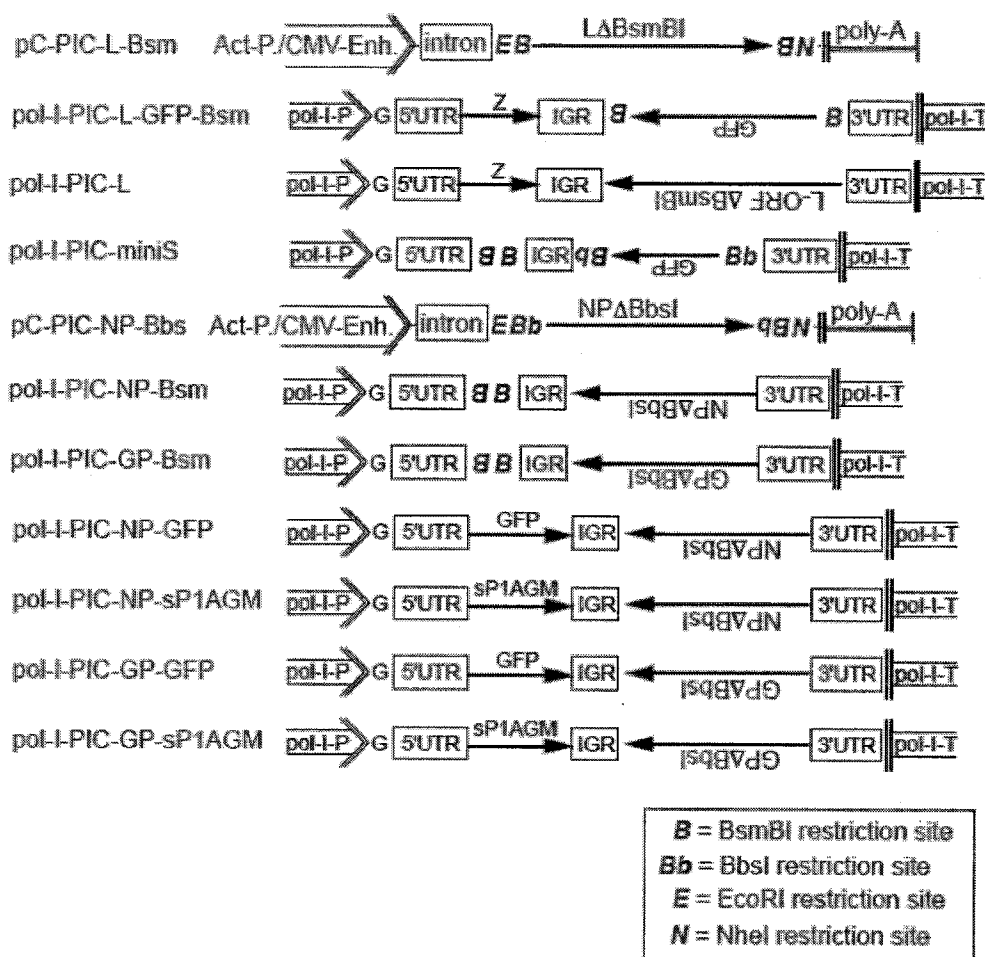 pC-PIC-L-Bsm Act-P./CMV-Enh. intron EB LΔBsmBI BN poly-A
pol-I-PIC-L-GFP-Bsm pol-I-P G 5'UTR Z IGR B GFP B 3'UTR pol-I-T
pol-I-PIC-L pol-I-P G 5'UTR Z IGR L-ORF ΔBsmBI 3'UTR pol-I-T
pol-I-PIC-miniS pol-I-P G 5'UTR B B IGR Bb GFP Bb 3'UTR pol-I-T
pC-PIC-NP-Bbs Act-P./CMV-Enh. intron EBb NPΔBbsI NBb poly-A
pol-I-PIC-NP-Bsm pol-I-P G 5'UTR B B IGR NPΔBbsI 3'UTR pol-I-T
pol-I-PIC-GP-Bsm pol-I-P G 5'UTR B B IGR GPΔBbsI 3'UTR pol-I-T
pol-I-PIC-NP-GFP pol-I-P G 5'UTR GFP IGR NPΔBbsI 3'UTR pol-I-T
pol-I-PIC-NP-sP1AGM pol-I-P G 5'UTR sP1AGM IGR NPΔBbsI 3'UTR pol-I-T
pol-I-PIC-GP-GFP pol-I-P G 5'UTR GFP IGR GPΔBbsI 3'UTR pol-I-T
pol-I-PIC-GP-sP1AGM pol-I-P G 5'UTR sP1AGM IGR GPΔBbsI 3'UTR pol-I-T
B = BsmBI restriction site
Bb = BbsI restriction site
E = EcoRI restriction site
N = NheI restriction site